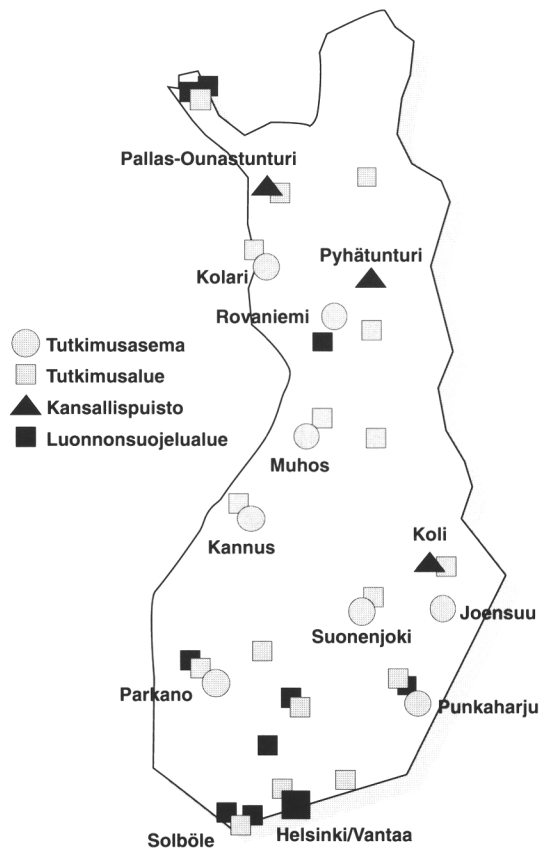 Pallas-Ounastunturi
Pyhätunturi
Kolari
Rovaniemi
Tutkimusasema
Tutkimusalue
Kansallispuisto
Luonnonsuojelualue
Muhos
Kannus
Koli
Joensuu
Suonenjoki
Parkano
Punkaharju
Solböle
Helsinki/Vantaa